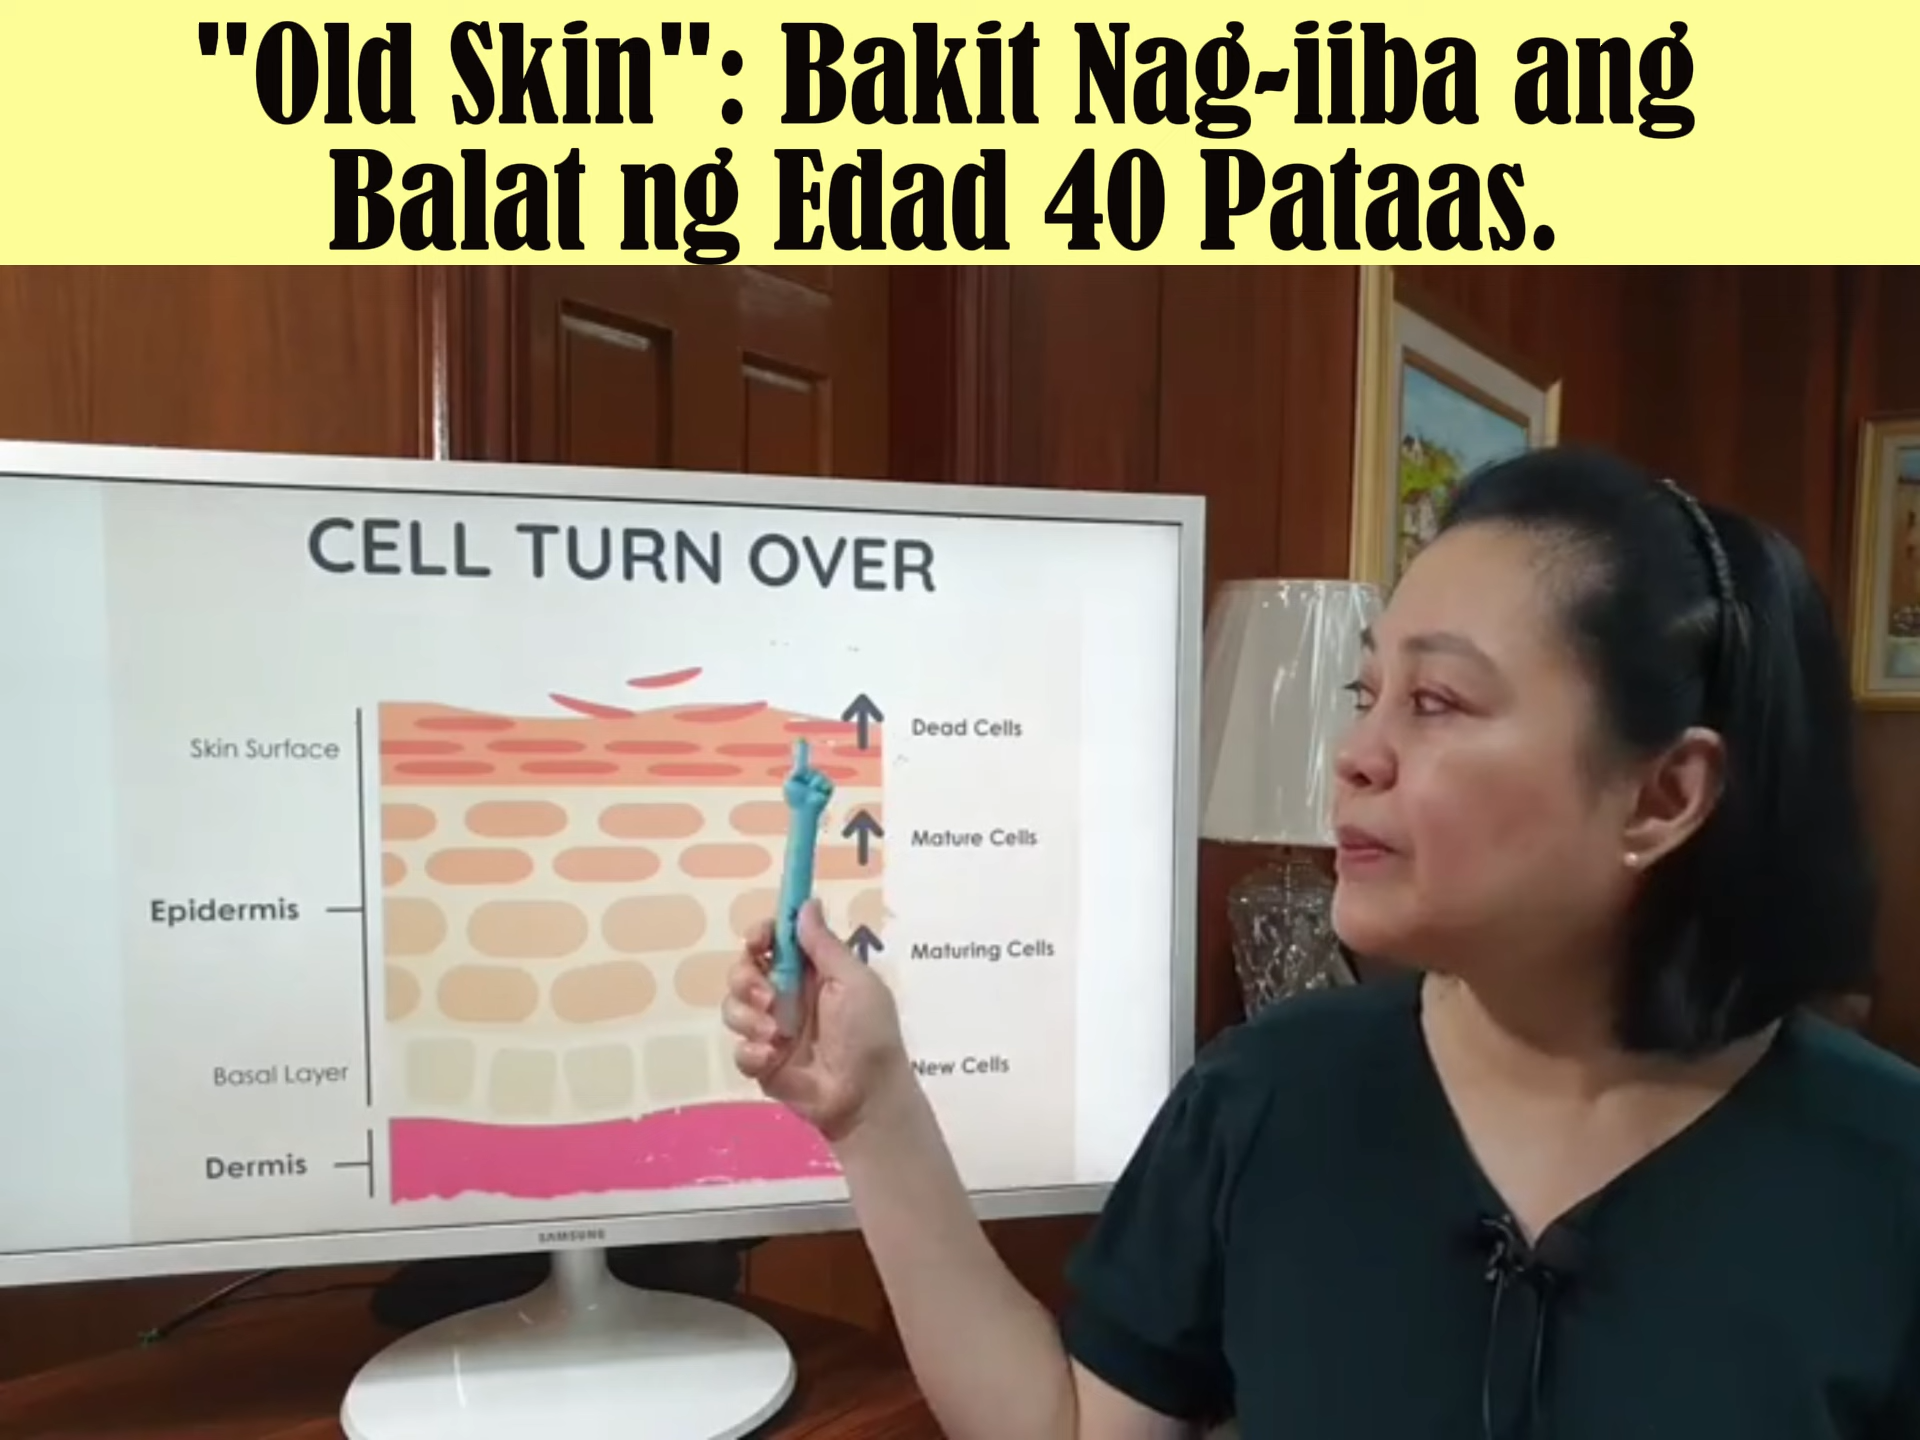 "Old Skin": Bakit Nag-iiba ang
Balat ng Edad 40 Pataas.
CELL TURN OVER
Skin Surface
Dead Cells
Mature Cells
Epidermis
Maturing Cells
Basal Layer
New Cells
Dermis
SAMSUNG